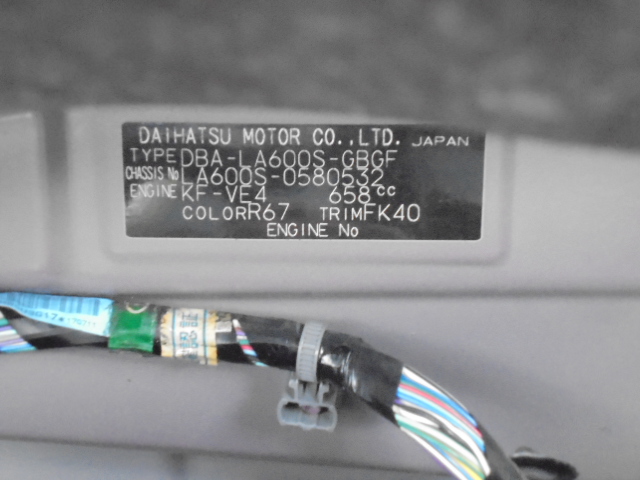 DAIHATSU MOTOR CO.,LTD. JAPAN
TYPE DBA-LA600S-GBGF
CHASSIS No LA600S-0580532
ENGINE KF-VE4 658cc
COLOR R67 TRIM FK40
ENGINE No